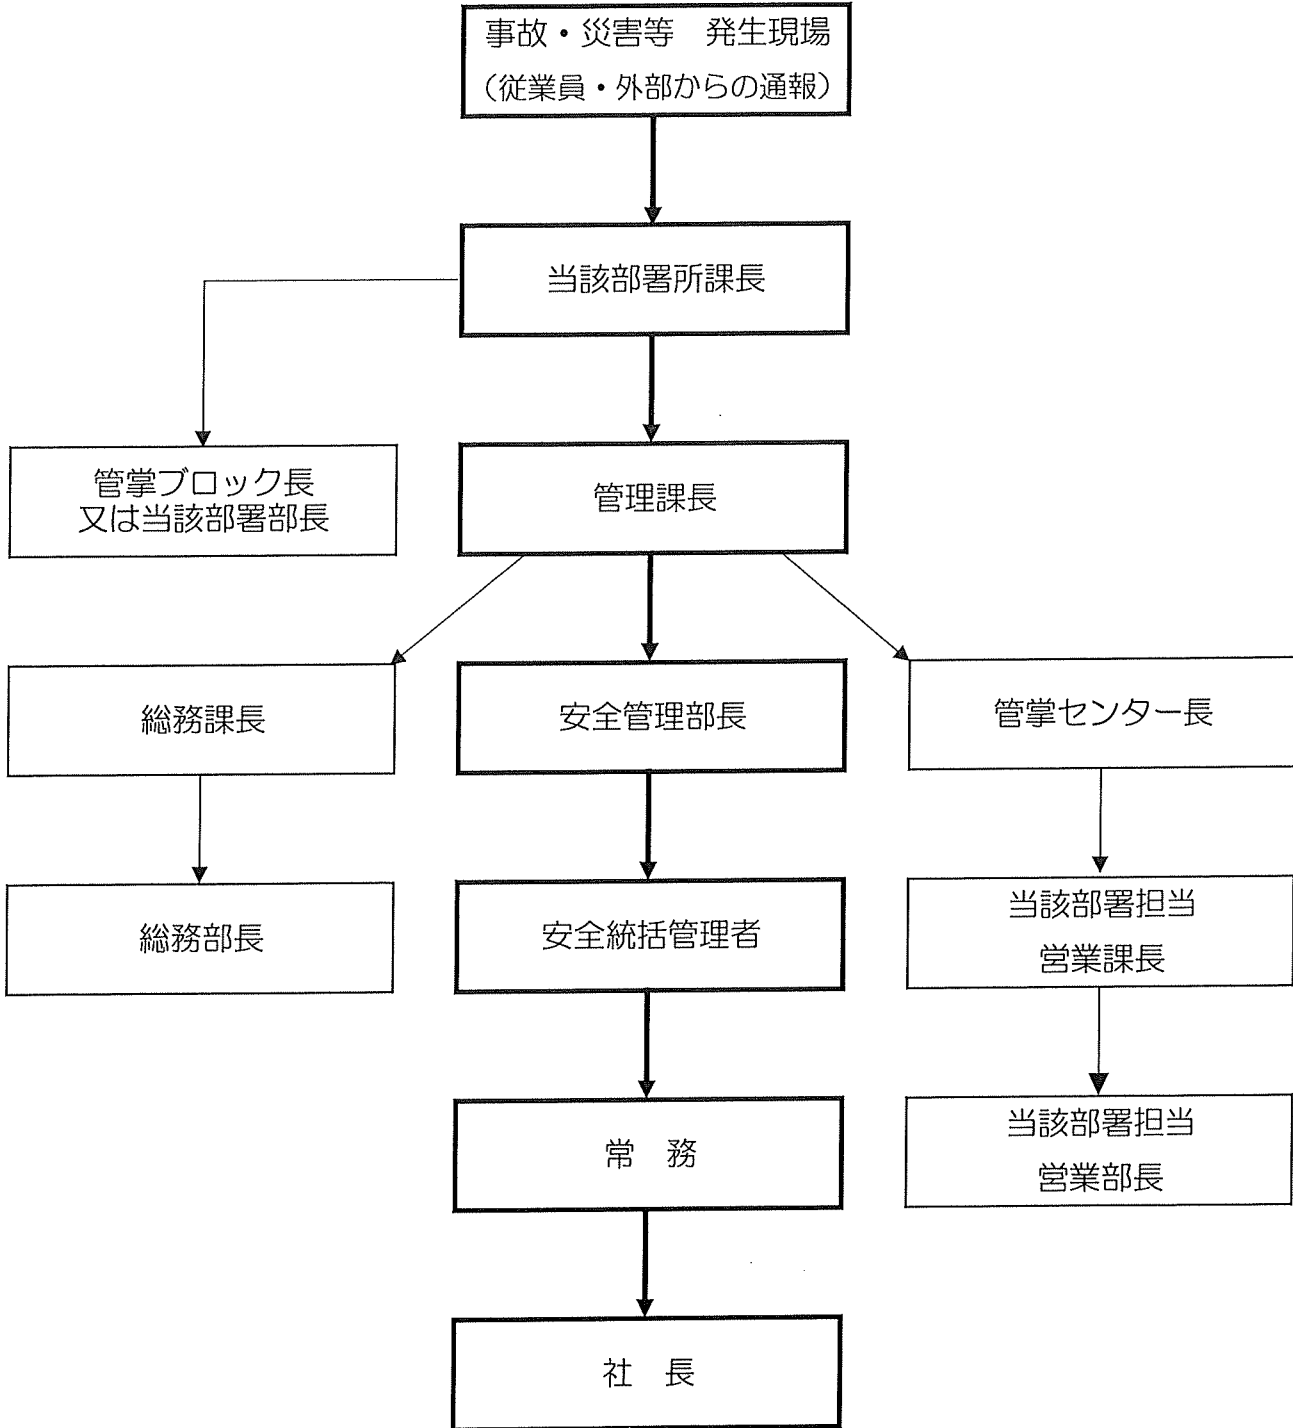 事故・災害等　発生現場
（従業員・外部からの通報）
当該部署所課長
管掌ブロック長
又は当該部署部長
管理課長
総務課長
安全管理部長
管掌センター長
総務部長
安全統括管理者
当該部署担当
営業課長
常　務
当該部署担当
営業部長
社　長